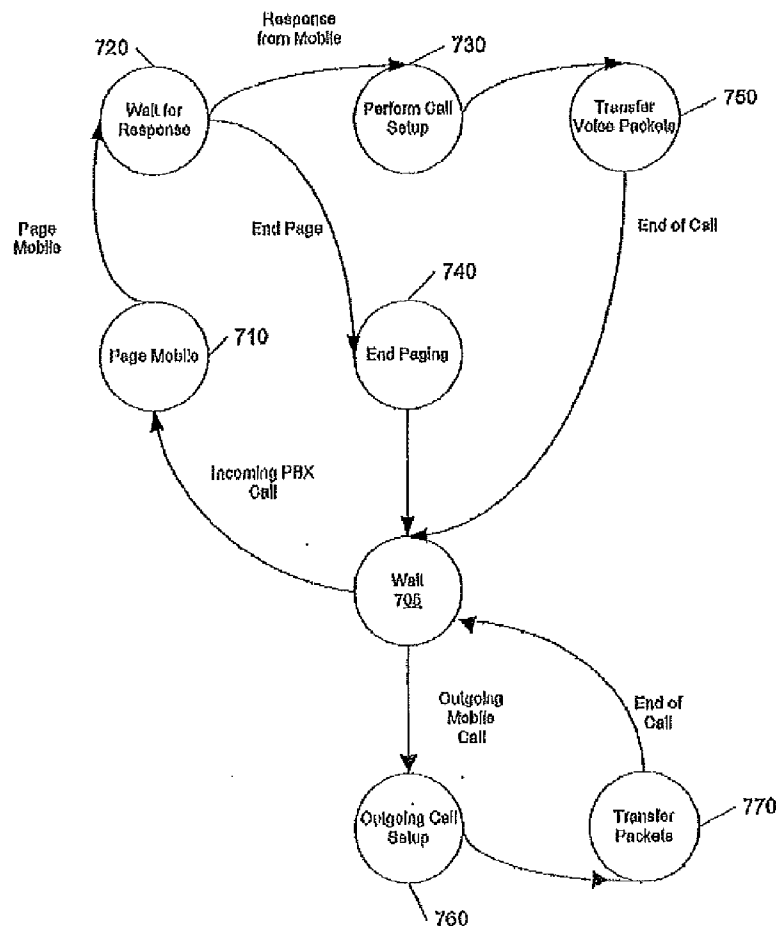 Response
from Mobile
720
730
Wait for
Response
Perform Call
Setup
Transfer
Voice Packets
750
Page
Mobile
End Page
End of Call
740
Page Mobile
710
End Paging
Incoming PBX
Call
Wait
705
Outgoing
Mobile
Call
End of
Call
Outgoing Call
Setup
Transfer
Packets
770
760